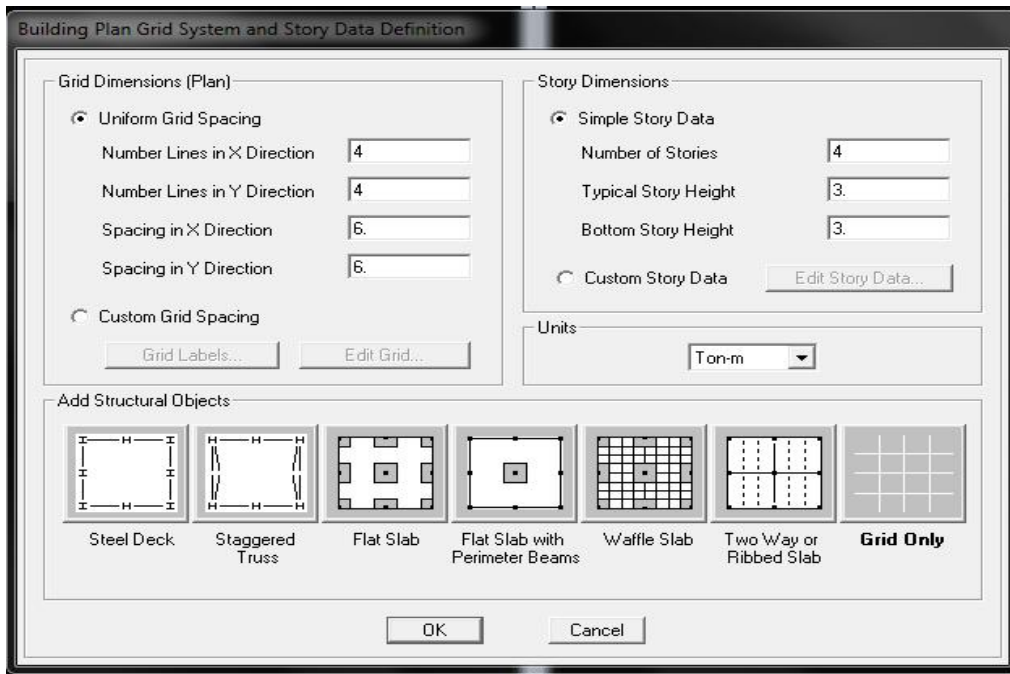 Building Plan Grid System and Story Data Definition
Grid Dimensions (Plan)
Uniform Grid Spacing
Number Lines in X Direction 4
Number Lines in Y Direction 4
Spacing in X Direction 6.
Spacing in Y Direction 6.
Custom Grid Spacing
Grid Labels... Edit Grid...
Story Dimensions
Simple Story Data
Number of Stories 4
Typical Story Height 3.
Bottom Story Height 3.
Custom Story Data Edit Story Data...
Units
Ton-m
Add Structural Objects
Steel Deck
Staggered
Truss
Flat Slab
Flat Slab with
Perimeter Beams
Waffle Slab
Two Way or
Ribbed Slab
Grid Only
OK Cancel